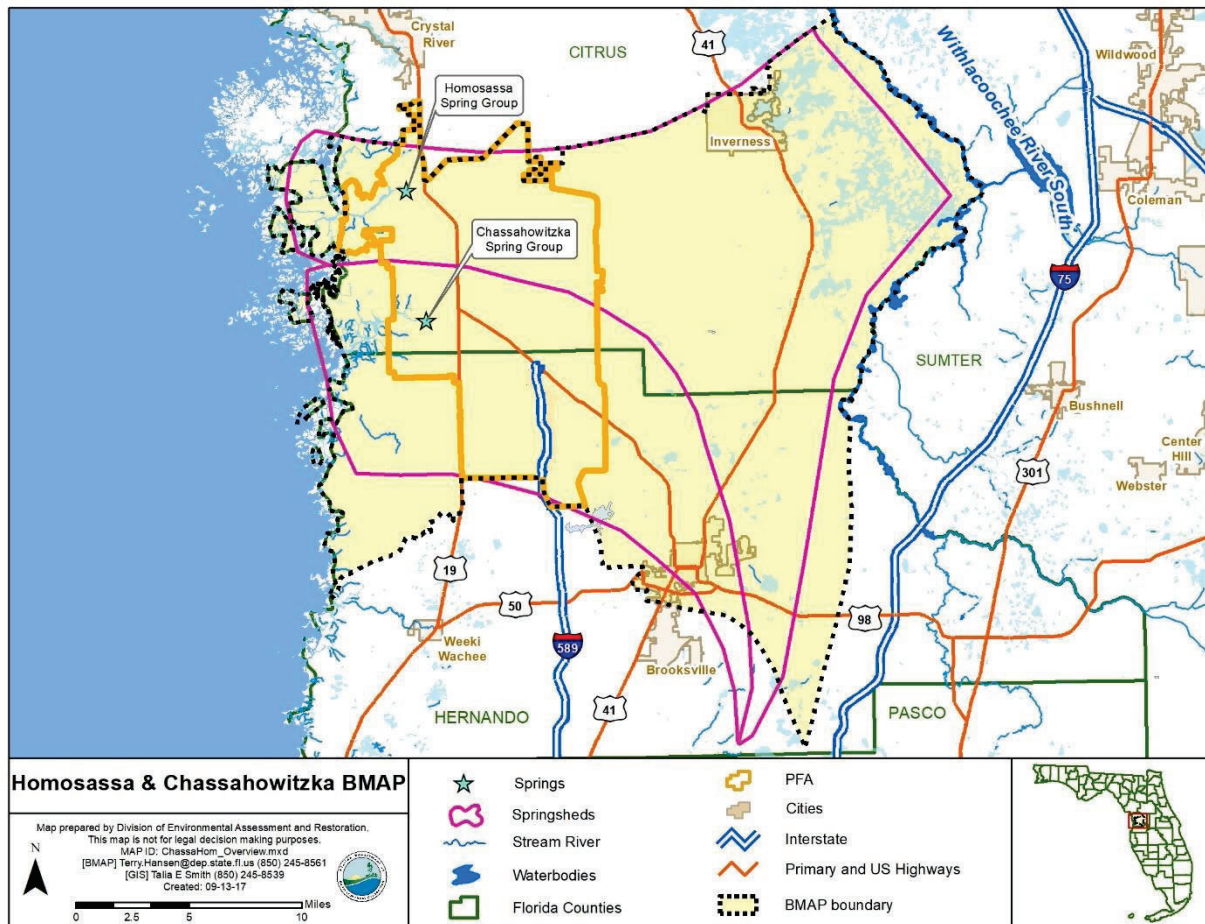 Crystal
River
CITRUS
41
Wildwood
Withlacoochee River South
Homosassa
Spring Group
Inverness
Coleman
Chassahowitzka
Spring Group
75
SUMTER
Bushnell
Center
Hill
301
Webster
19
50
98
Weeki
Wachee
589
Brooksville
41
HERNANDO
PASCO
Homosassa & Chassahowitzka BMAP
Map prepared by Division of Environmental Assessment and Restoration.
This map is not for legal decision making purposes.
MAP ID: ChassaHom_Overview.mxd
[BMAP] Terry.Hansen@dep.state.fl.us (850) 245-8561
[GIS] Talia E Smith (850) 245-8539
Created: 09-13-17
N
Miles
0 2.5 5 10
Springs
Springsheds
Stream River
Waterbodies
Florida Counties
PFA
Cities
Interstate
Primary and US Highways
BMAP boundary